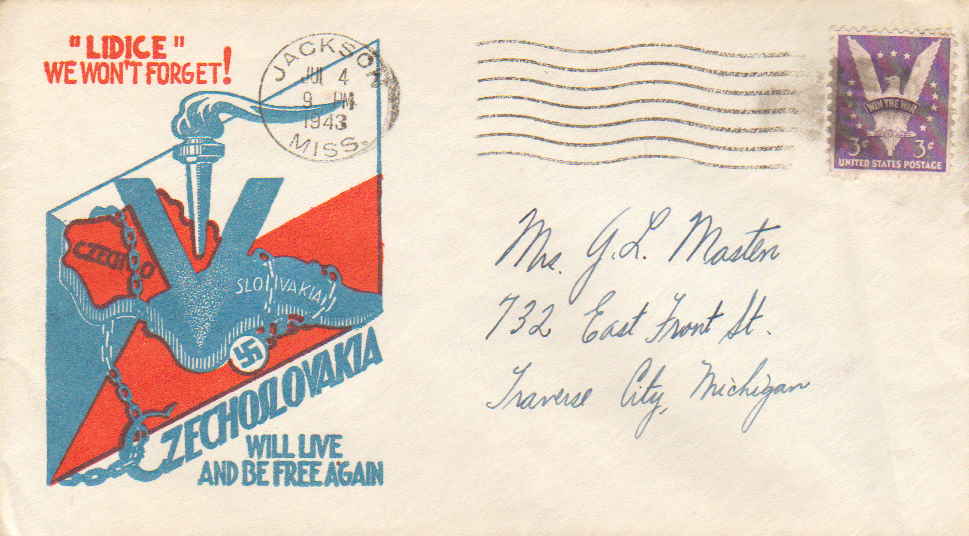 "LIDICE"
WE WON'T FORGET!
JACKSON
JUL 4
9 PM
1943
MISS.
WIN THE WAR
3¢ 3¢
UNITED STATES POSTAGE
CZECHO
SLOVAKIA
CZECHOSLOVAKIA
WILL LIVE
AND BE FREE AGAIN
Mrs. G. L. Masten
732 East Front St.
Traverse City, Michigan